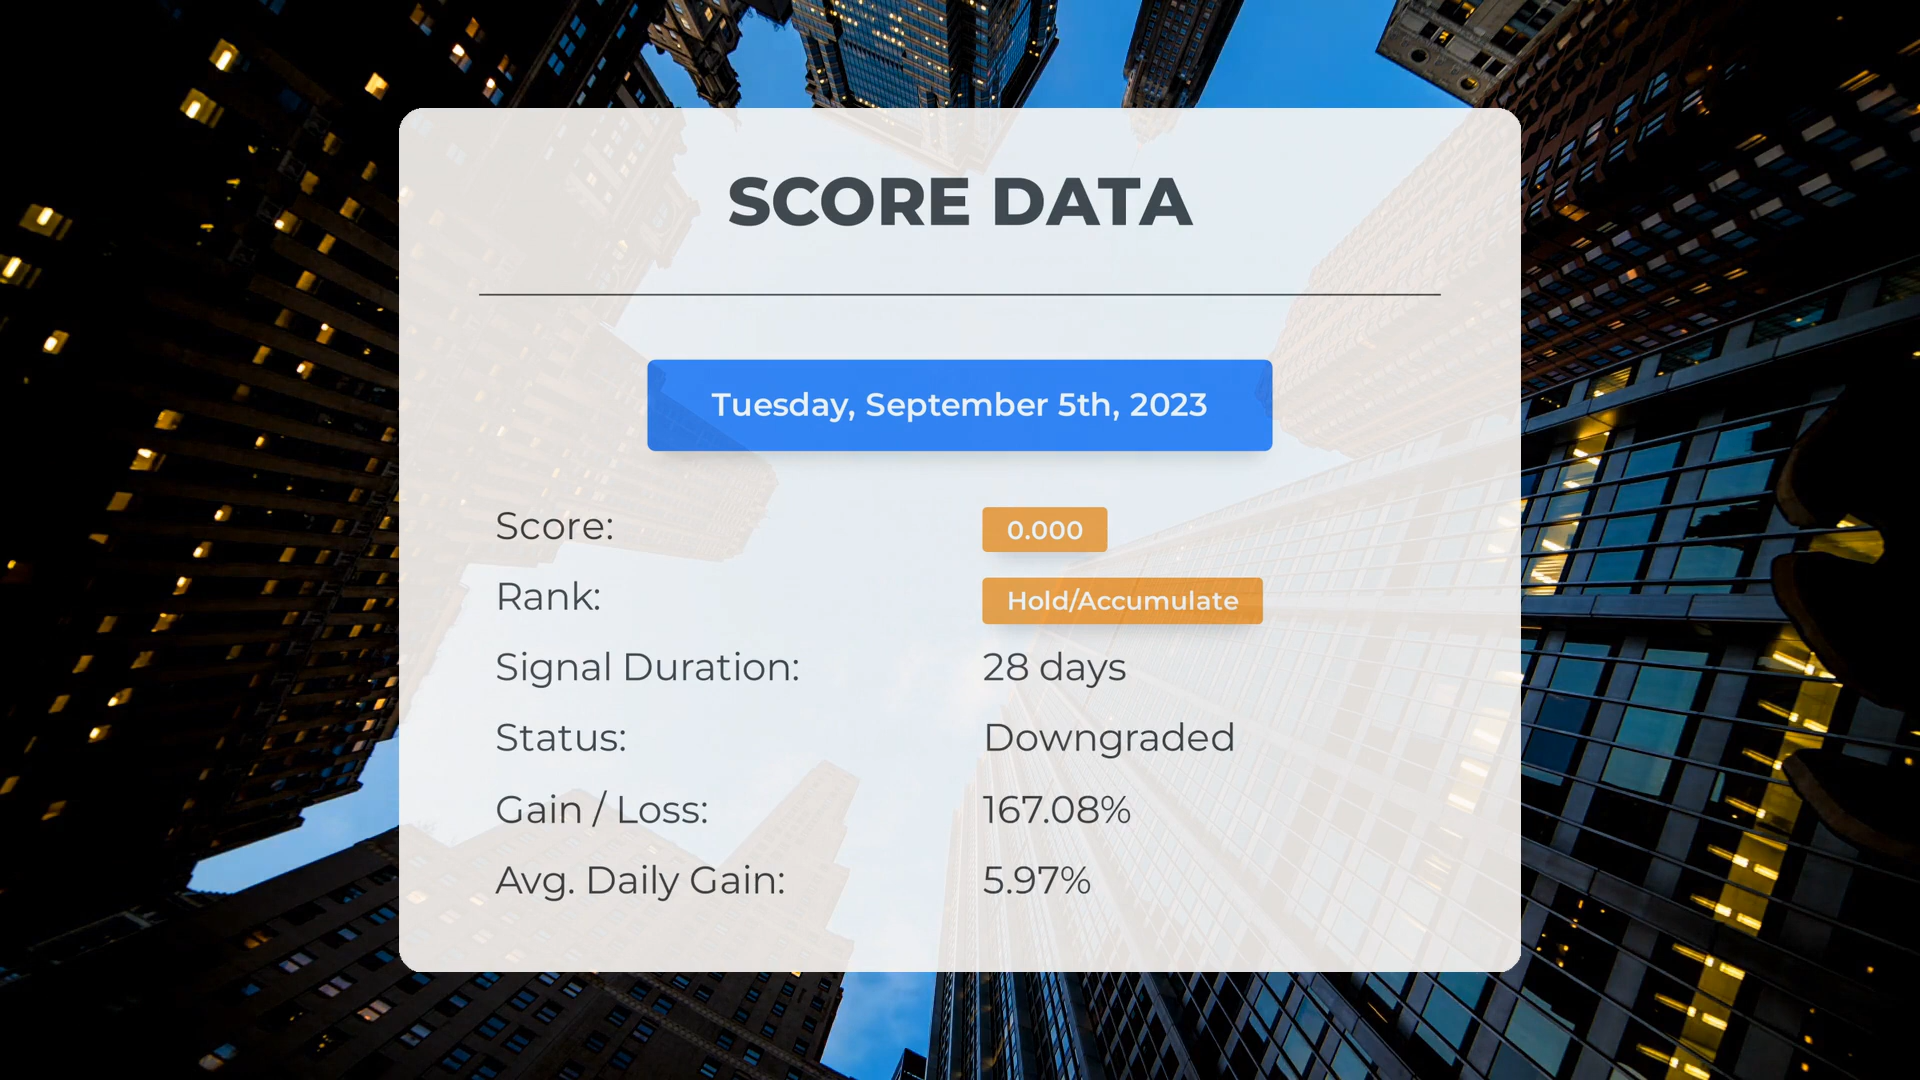 SCORE DATA
Tuesday, September 5th, 2023
Score: 0.000
Rank: Hold/Accumulate
Signal Duration: 28 days
Status: Downgraded
Gain / Loss: 167.08%
Avg. Daily Gain: 5.97%